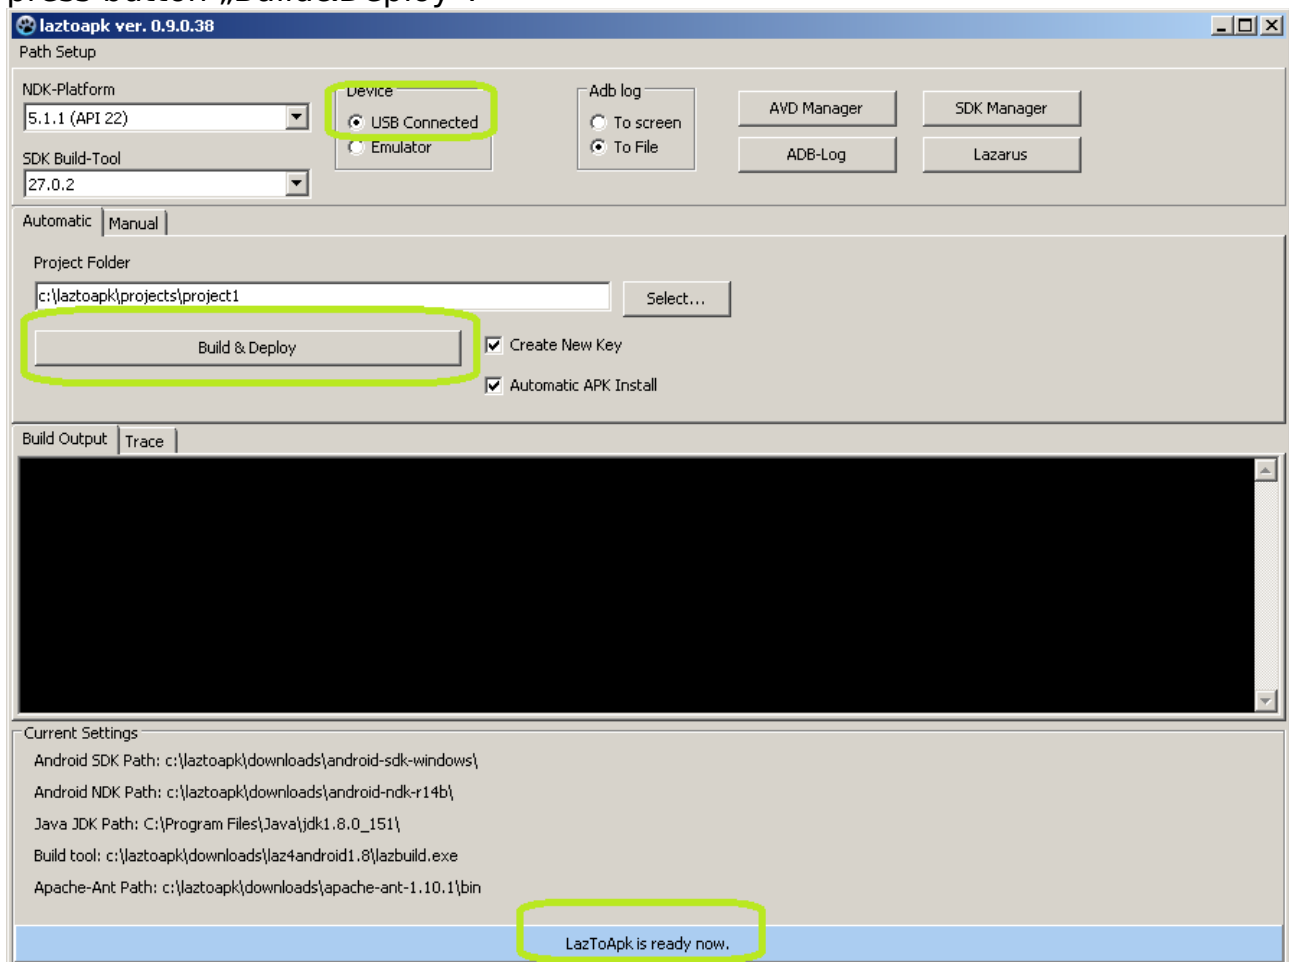 press button „Build&Deploy".
laztoapk ver. 0.9.0.38
Path Setup
NDK-Platform
5.1.1 (API 22)
SDK Build-Tool
27.0.2
Device
USB Connected
Emulator
Adb log
To screen
To File
AVD Manager
SDK Manager
ADB-Log
Lazarus
Automatic
Manual
Project Folder
c:\laztoapk\projects\project1
Select...
Build & Deploy
Create New Key
Automatic APK Install
Build Output
Trace
Current Settings
Android SDK Path: c:\laztoapk\downloads\android-sdk-windows\
Android NDK Path: c:\laztoapk\downloads\android-ndk-r14b\
Java JDK Path: C:\Program Files\Java\jdk1.8.0_151\
Build tool: c:\laztoapk\downloads\laz4android1.8\lazbuild.exe
Apache-Ant Path: c:\laztoapk\downloads\apache-ant-1.10.1\bin
LazToApk is ready now.